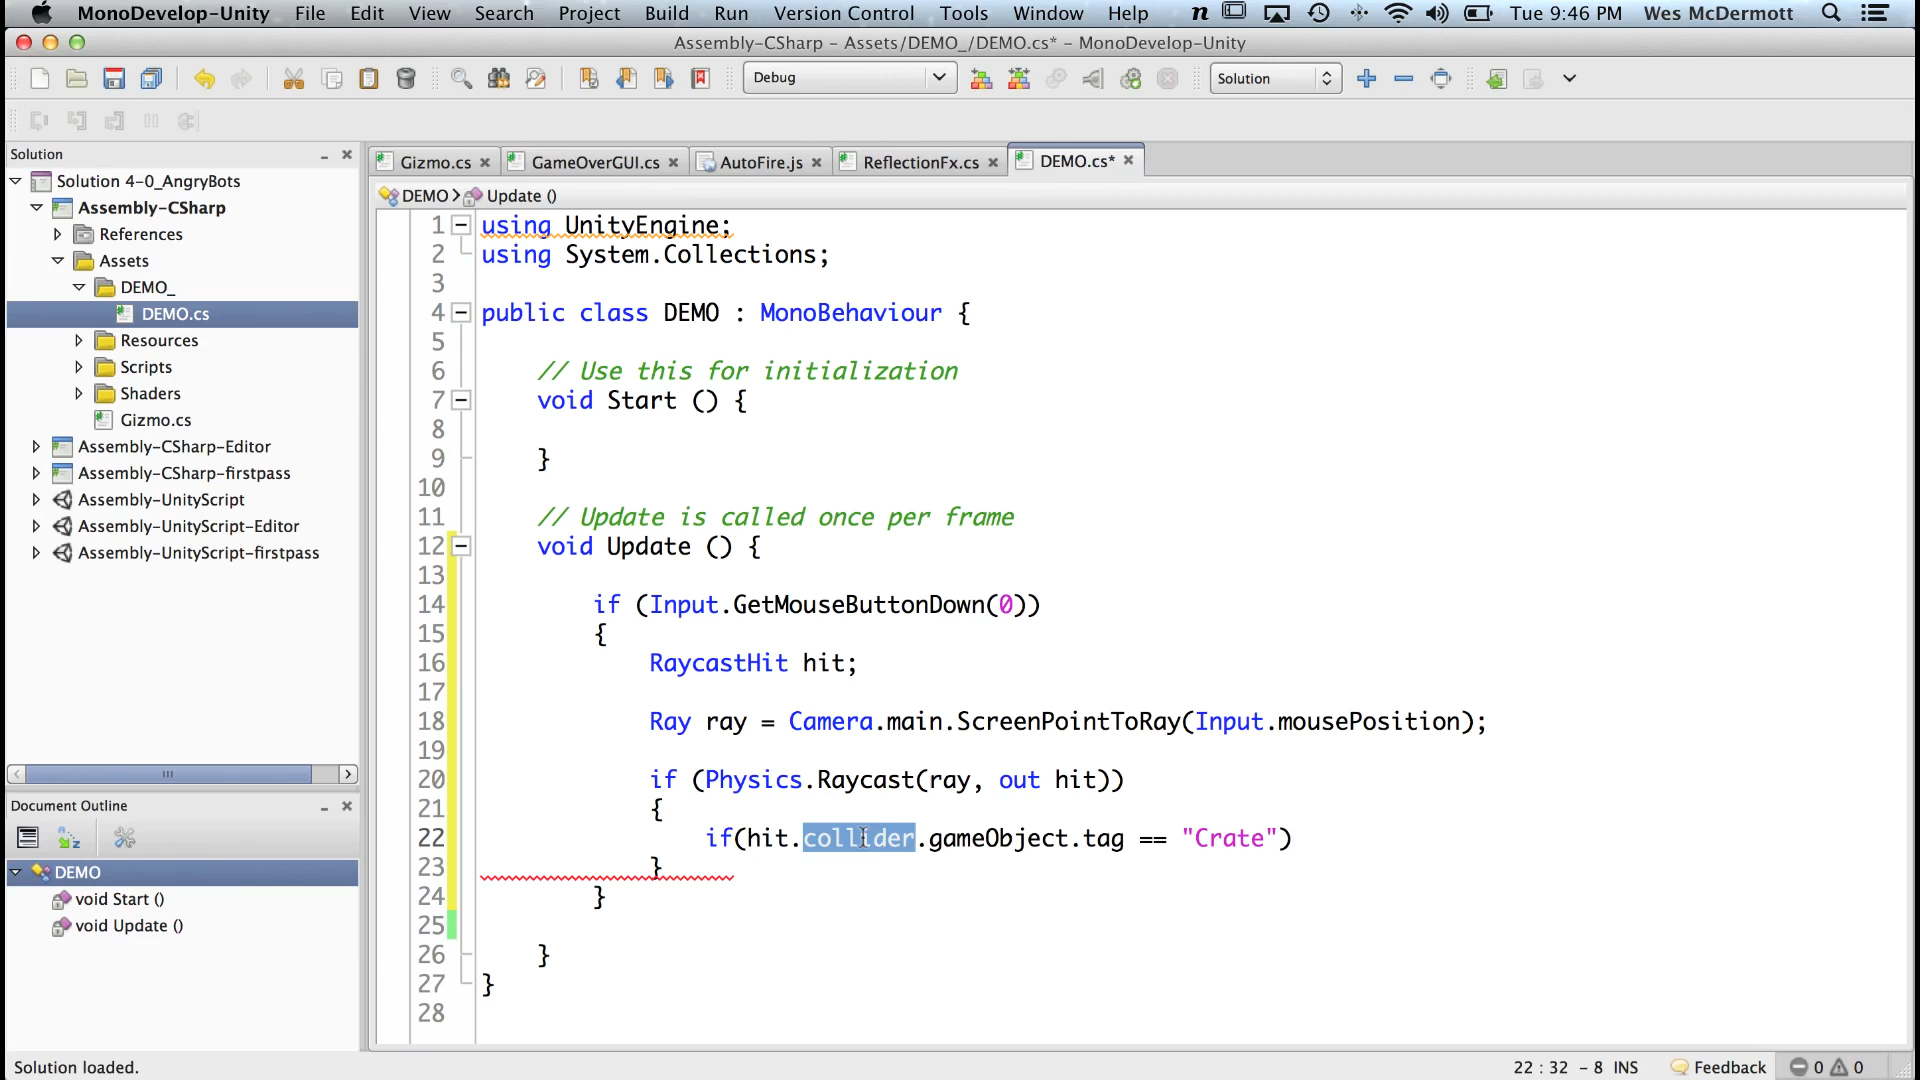 MonoDevelop-Unity File Edit View Search Project Build Run Version Control Tools Window Help Tue 9:46 PM Wes McDermott
Assembly-CSharp - Assets/DEMO_/DEMO.cs* - MonoDevelop-Unity
Debug
Solution
Solution
Solution 4-0_AngryBots
Assembly-CSharp
References
Assets
DEMO_
DEMO.cs
Resources
Scripts
Shaders
Gizmo.cs
Assembly-CSharp-Editor
Assembly-CSharp-firstpass
Assembly-UnityScript
Assembly-UnityScript-Editor
Assembly-UnityScript-firstpass
Document Outline
DEMO
void Start ()
void Update ()
Gizmo.cs GameOverGUI.cs AutoFire.js ReflectionFx.cs DEMO.cs*
DEMO Update ()
1 using UnityEngine;
2 using System.Collections;
3
4 public class DEMO : MonoBehaviour {
5
6 // Use this for initialization
7 void Start () {
8
9 }
10
11 // Update is called once per frame
12 void Update () {
13
14 if (Input.GetMouseButtonDown(0))
15 {
16 RaycastHit hit;
17
18 Ray ray = Camera.main.ScreenPointToRay(Input.mousePosition);
19
20 if (Physics.Raycast(ray, out hit))
21 {
22 if(hit.collider.gameObject.tag == "Crate")
23 }
24 }
25
26 }
27 }
28
Solution loaded.
22 : 32 - 8 INS Feedback 0 0